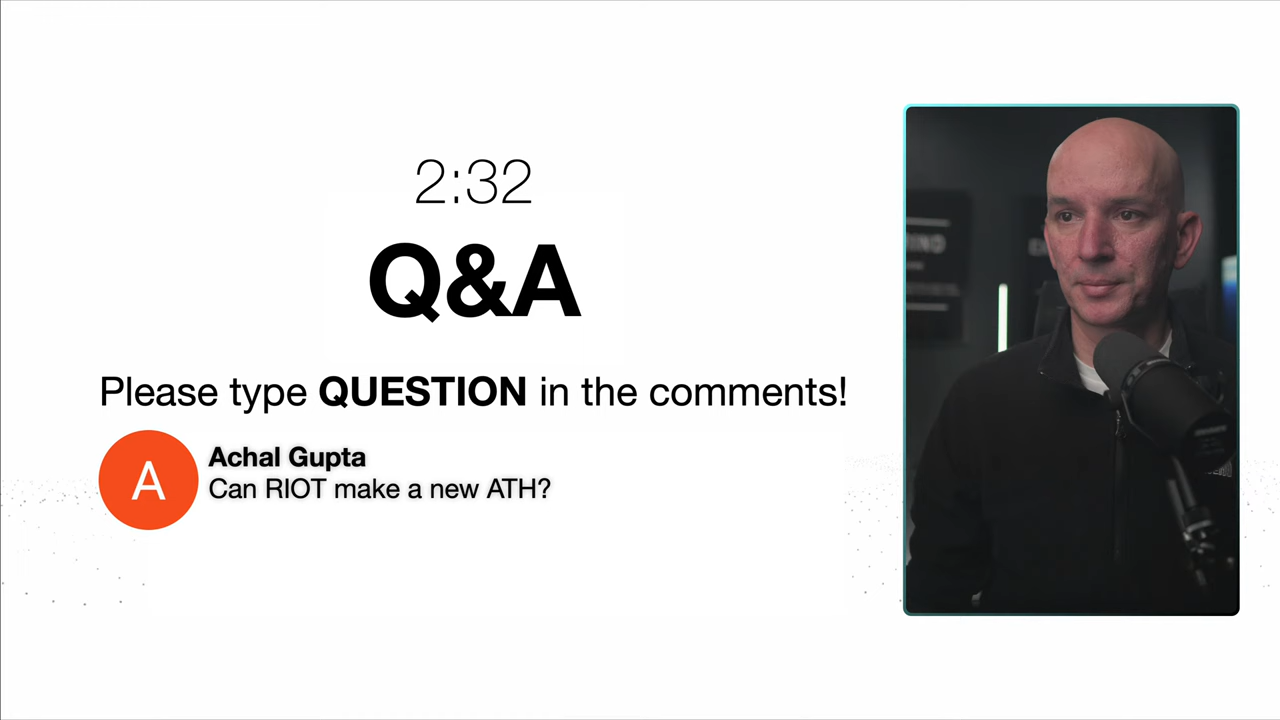 2:32
Q&A
Please type QUESTION in the comments!
A
Achal Gupta
Can RIOT make a new ATH?